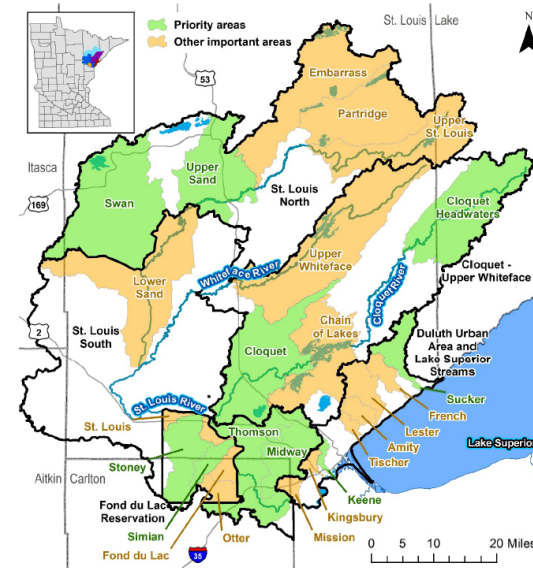 Priority areas
Other important areas
St. Louis
Lake
N
53
Embarrass
Partridge
Upper
St. Louis
Itasca
169
Swan
Upper
Sand
St. Louis
North
Cloquet
Headwaters
Whiteface River
Upper
Whiteface
Cloquet River
Lower
Sand
Cloquet -
Upper Whiteface
2
St. Louis
South
Chain
of Lakes
Cloquet
Duluth Urban
Area and
Lake Superior
Streams
St. Louis River
Sucker
French
St. Louis
Thomson
Lester
Lake Superior
Stoney
Midway
Amity
Tischer
Aitkin
Carlton
Fond du Lac
Reservation
Keene
Kingsbury
Simian
Otter
Mission
Fond du Lac
35
0 5 10 20 Miles